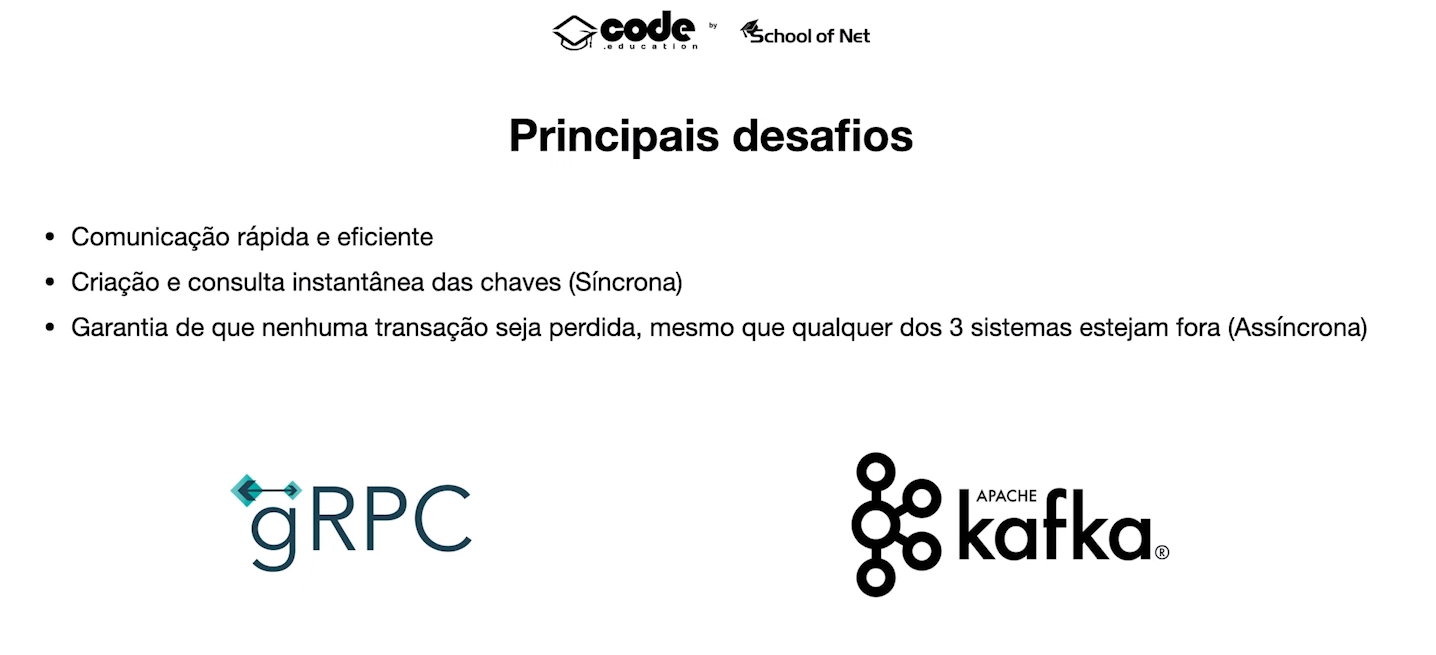 code
.education
by
School of Net
Principais desafios
• Comunicação rápida e eficiente
• Criação e consulta instantânea das chaves (Síncrona)
• Garantia de que nenhuma transação seja perdida, mesmo que qualquer dos 3 sistemas estejam fora (Assíncrona)
gRPC
APACHE
kafka®